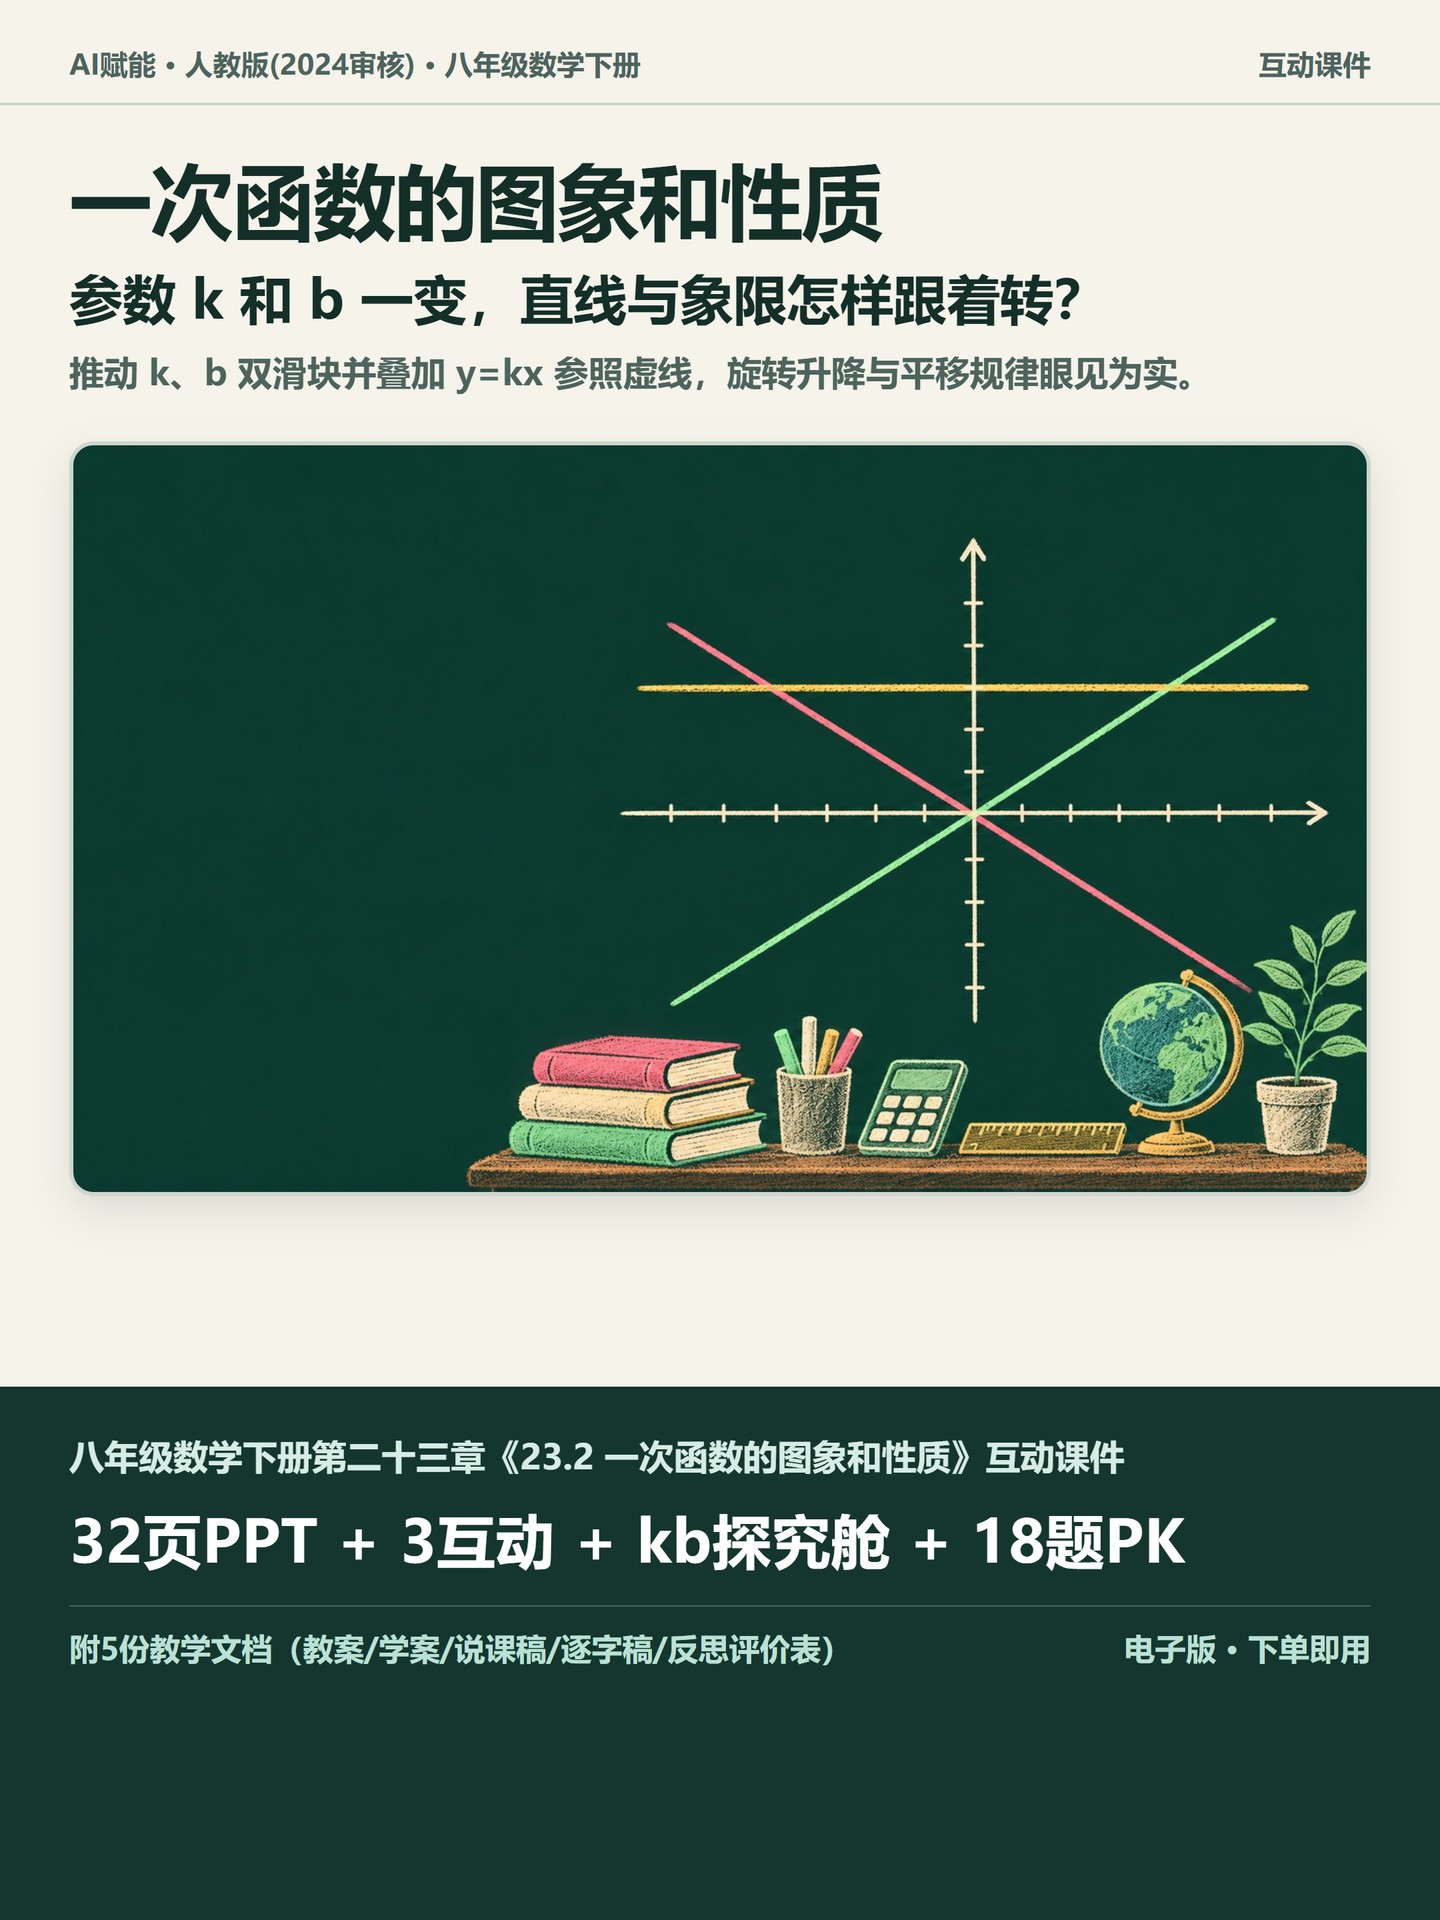 AI赋能 • 人教版(2024审核) • 八年级数学下册
互动课件
一次函数的图象和性质
参数 k 和 b 一变，直线与象限怎样跟着转？
推动 k、b 双滑块并叠加 y=kx 参照虚线，旋转升降与平移规律眼见为实。
八年级数学下册第二十三章《23.2 一次函数的图象和性质》互动课件
32页PPT + 3互动 + kb探究舱 + 18题PK
附5份教学文档（教案/学案/说课稿/逐字稿/反思评价表）
电子版 • 下单即用